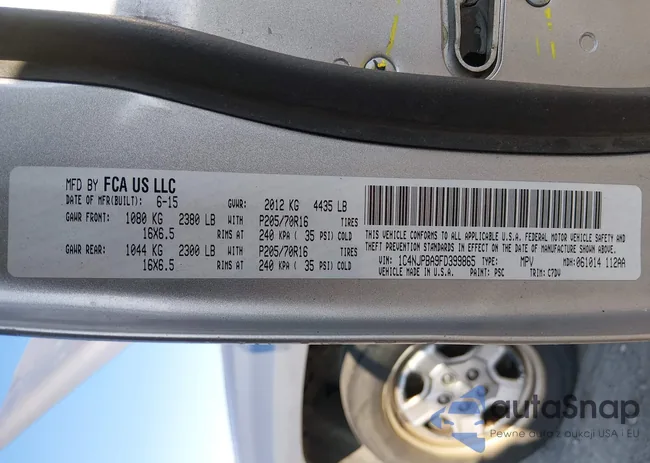 MFD BY FCA US LLC
DATE OF MFR(BUILT): 6-15 GVWR: 2012 KG 4435 LB
GAWR FRONT: 1080 KG 2380 LB WITH P205/70R16 TIRES
16X6.5 RIMS AT 240 KPA ( 35 PSI) COLD
GAWR REAR: 1044 KG 2300 LB WITH P205/70R16 TIRES
16X6.5 RIMS AT 240 KPA ( 35 PSI) COLD
THIS VEHICLE CONFORMS TO ALL APPLICABLE U.S.A. FEDERAL MOTOR VEHICLE SAFETY AND
THEFT PREVENTION STANDARDS IN EFFECT ON THE DATE OF MANUFACTURE SHOWN ABOVE.
VIN: 1C4NJPBA9FD399865 TYPE: MPV MDH:061014 112AA
MADE IN U.S.A. PAINT: PSC TRIM: C7DV
autaSnap
Pewne auta z aukcji USA i EU